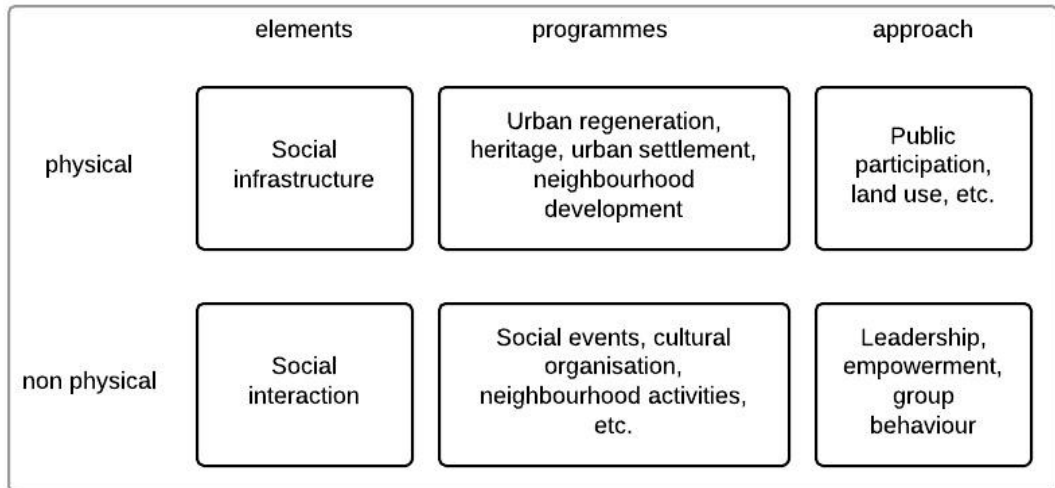 elements
programmes
approach
physical
Social
infrastructure
Urban regeneration,
heritage, urban settlement,
neighbourhood
development
Public
participation,
land use, etc.
non physical
Social
interaction
Social events, cultural
organisation,
neighbourhood activities,
etc.
Leadership,
empowerment,
group
behaviour